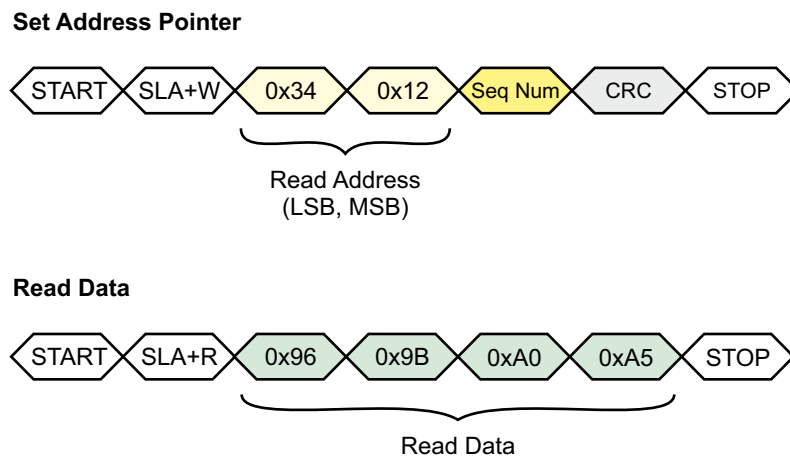 Set Address Pointer
START SLA+W 0x34 0x12 Seq Num CRC STOP
Read Address
(LSB, MSB)
Read Data
START SLA+R 0x96 0x9B 0xA0 0xA5 STOP
Read Data